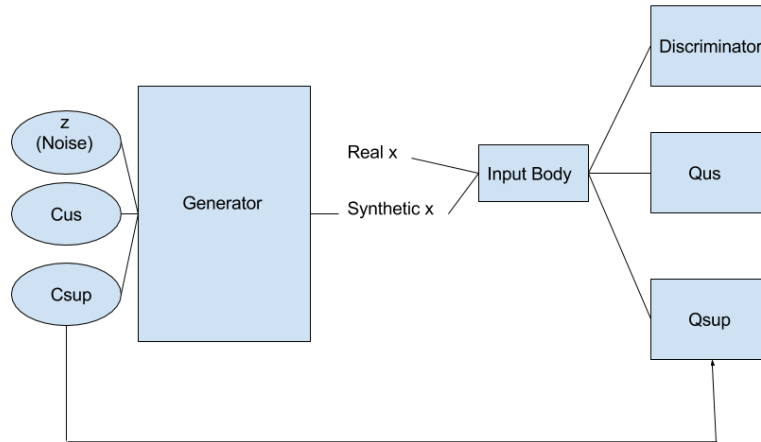 Discriminator
z
(Noise)
Real x
Input Body
Qus
Generator
Cus
Synthetic x
Csup
Qsup